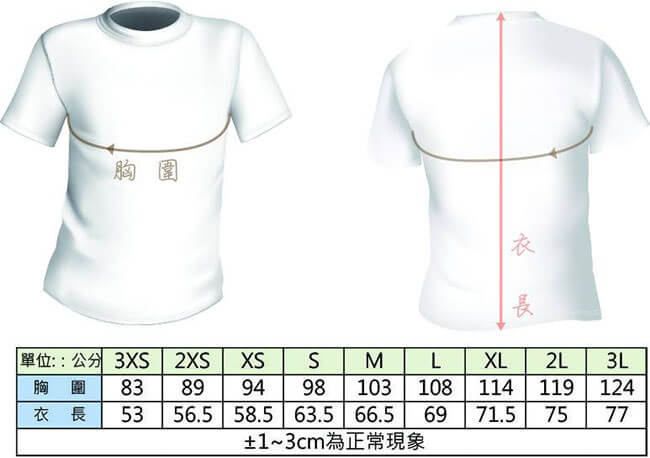 胸 圍
衣
長
單位:：公分 3XS 2XS XS S M L XL 2L 3L
胸 圍 83 89 94 98 103 108 114 119 124
衣 長 53 56.5 58.5 63.5 66.5 69 71.5 75 77
±1~3cm為正常現象